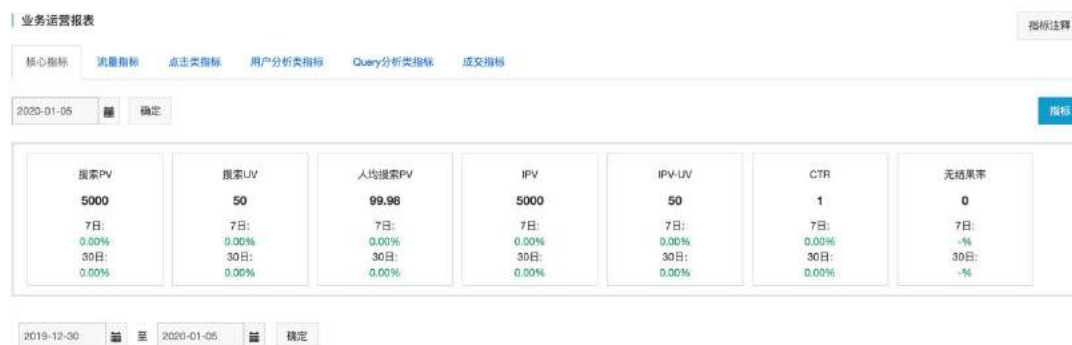 业务运营报表
指标注释
核心指标 流量指标 点击类指标 用户分析类指标 Query分析类指标 成交指标
2020-01-05 确定 指标
搜索PV 搜索UV 人均搜索PV IPV IPV-UV CTR 无结果率
5000 50 99.98 5000 50 1 0
7日: 7日: 7日: 7日: 7日: 7日: 7日:
0.00% 0.00% 0.00% 0.00% 0.00% 0.00% -%
30日: 30日: 30日: 30日: 30日: 30日: 30日:
0.00% 0.00% 0.00% 0.00% 0.00% 0.00% -%
2019-12-30 至 2020-01-05 确定